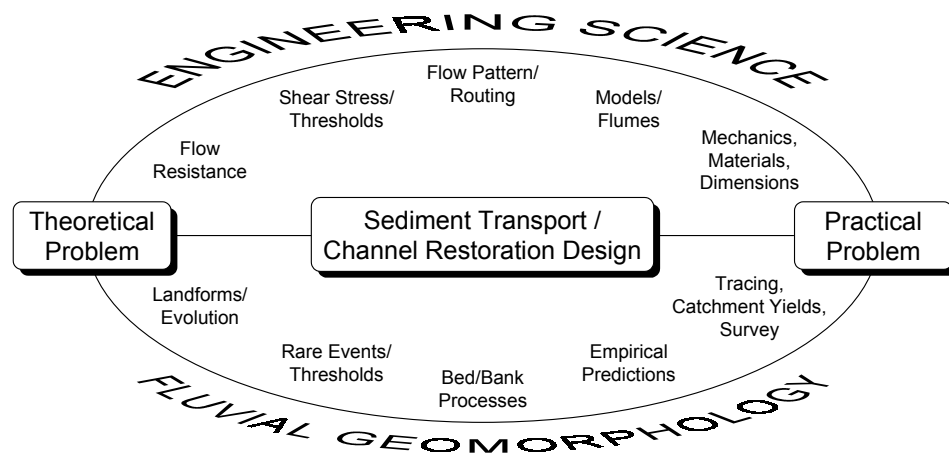 ENGINEERING SCIENCE
Flow Pattern/
Routing
Shear Stress/
Thresholds
Models/
Flumes
Flow
Resistance
Mechanics,
Materials,
Dimensions
Theoretical
Problem
Sediment Transport /
Channel Restoration Design
Practical
Problem
Landforms/
Evolution
Tracing,
Catchment Yields,
Survey
Rare Events/
Thresholds
Bed/Bank
Processes
Empirical
Predictions
FLUVIAL GEOMORPHOLOGY